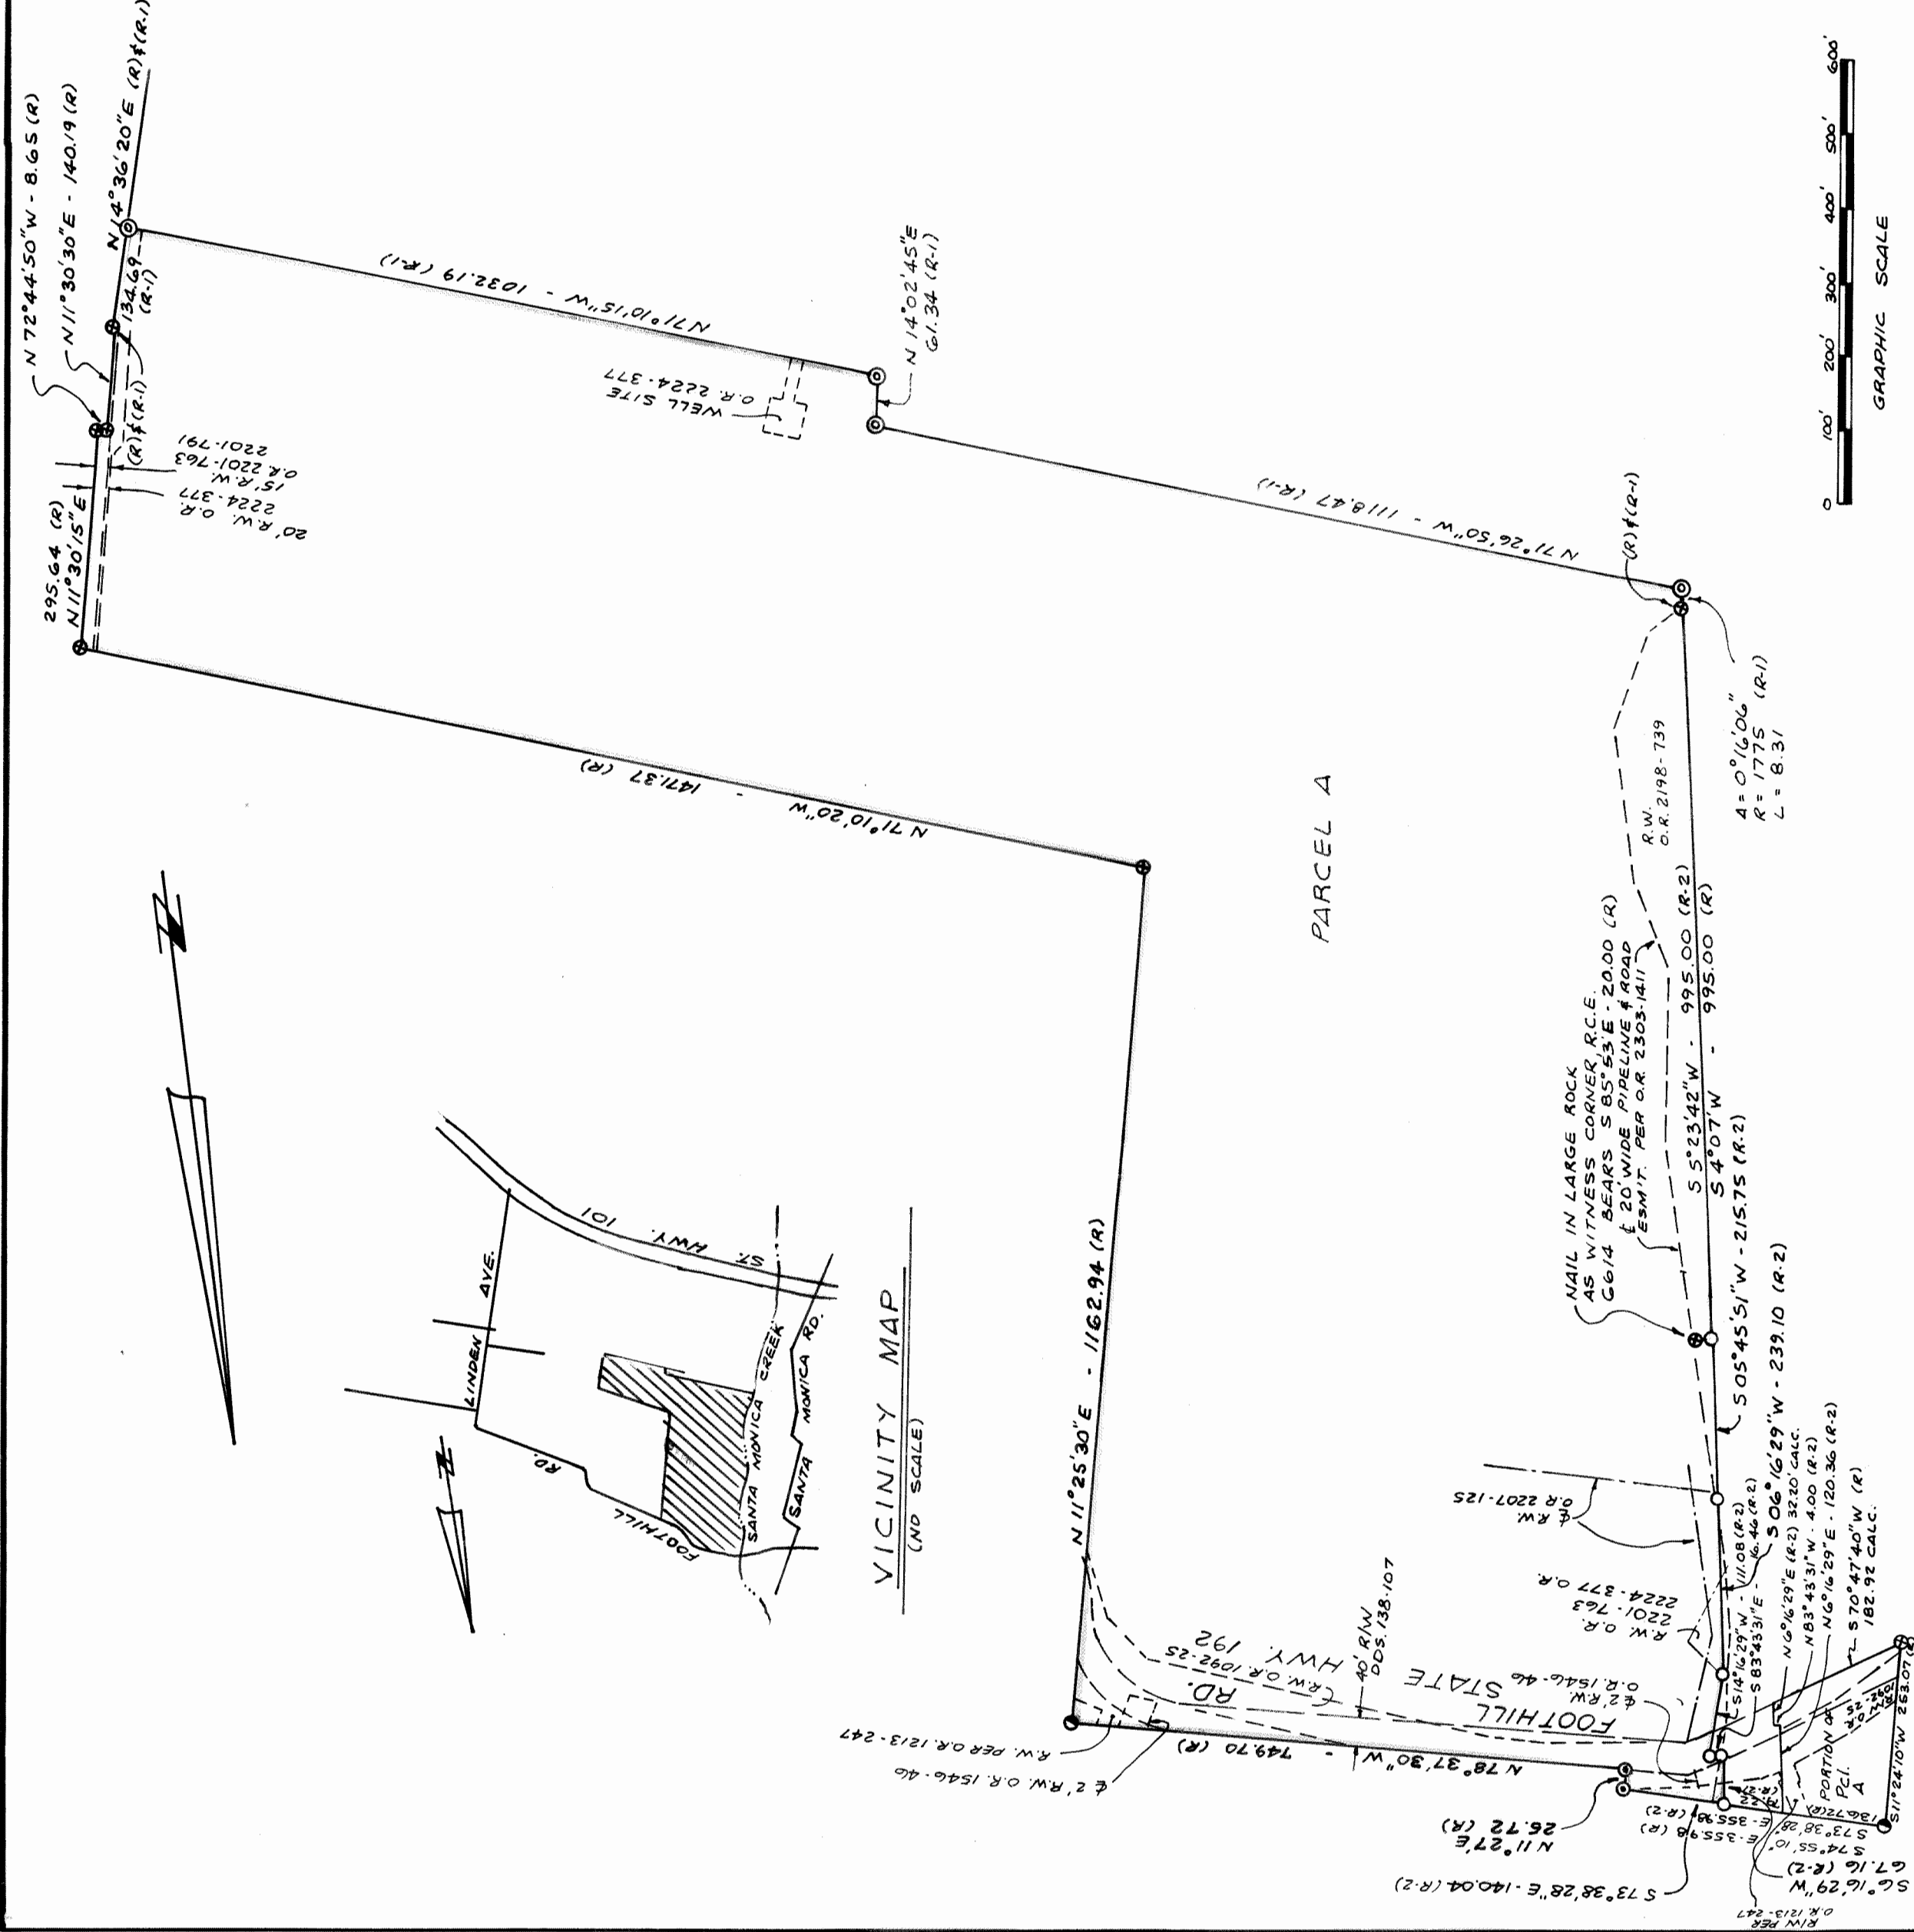 N 72°44'50"W - 8.65 (R)
N 11°30'30"E - 140.19 (R)
N 14°36'20"E (R) & (R-1)
134.69
(R-1)
(R) & (R-1)
295.64 (R)
N 11°30'15" E
20' R.W. O.R.
2224-377
15' R.W.
O.R. 2201-763
2201-791
N 71°10'15"W - 1032.19 (R-1)
WELL SITE
O.R. 2224-377
N 14°02'45"E
61.34 (R-1)
N 71°26'50"W - 1118.47 (R-1)
(R) & (R-1)
0 100' 200' 300' 400' 500' 600'
GRAPHIC SCALE
N 71°10'20"W - 1471.37 (R)
PARCEL A
R.W.
O.R. 2198-739
Δ = 0°16'06"
R = 1775 (R-1)
L = 8.31
N
N
LINDEN AVE.
ST. HWY. 101
FOOTHILL RD.
SANTA MONICA CREEK
SANTA MONICA RD.
VICINITY MAP
(NO SCALE)
N 11°25'30"E - 1162.94 (R)
NAIL IN LARGE ROCK
AS WITNESS CORNER, R.C.E.
6614 BEARS S 85°53'E - 20.00 (R)
℄ 20' WIDE PIPELINE & ROAD
ESM'T. PER O.R. 2303-1411
S 5°23'42"W - 995.00 (R-2)
S 4°07'W - 995.00 (R)
S 05°45'51"W - 215.75 (R-2)
S 06°16'29"W - 239.10 (R-2)
℄ R.W.
O.R. 2207-125
R.W. O.R.
2201-763
2224-377 O.R.
S 14°16'29"W - 111.08 (R-2)
S 83°43'31"E - 16.46 (R-2)
N 6°16'29"E (R-2) 32.20' CALC.
N 83°43'31"W - 4.00 (R-2)
N 6°16'29"E - 120.36 (R-2)
S 70°47'40"W (R)
182.92 CALC.
R.W. O.R. 1092-25
FOOTHILL RD.
STATE HWY. 192
℄ 2' R.W.
O.R. 1546-46
40' R/W
DDS. 138-107
R.W. PER O.R. 1213-247
℄ 2' R.W. O.R. 1546-46
N 78°37'30"W - 749.70 (R)
N 11°27'E
26.72 (R)
S 73°38'28"E - 140.04 (R-2)
S 74°55'10"E - 355.98 (R)
S 73°38'28"E - 355.98 (R-2)
136.72 (R)
PORTION OF
Pcl.
A
S 11°24'10"W 253.07 (R)
S 6°16'29"W
67.16 (R-2)
R/W PER
O.R. 1213-247